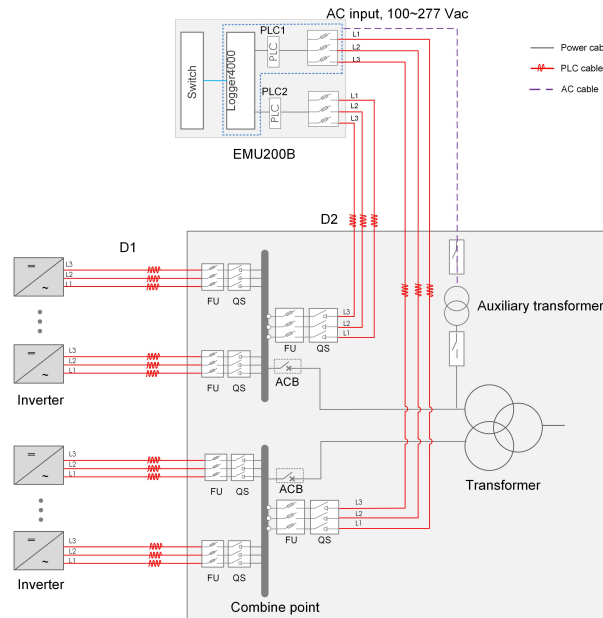 AC input, 100~277 Vac
PLC1
L1
L2
L3
PLC
Switch
Logger4000
PLC2
L1
L2
L3
PLC
EMU200B
Power cab
PLC cable
AC cable
D1
D2
L3
L2
L1
FU
QS
L3
L2
L1
FU
QS
Auxiliary transformer
L3
L2
L1
FU
QS
ACB
Inverter
L3
L2
L1
FU
QS
ACB
Transformer
L3
L2
L1
FU
QS
L3
L2
L1
FU
QS
Inverter
Combine point